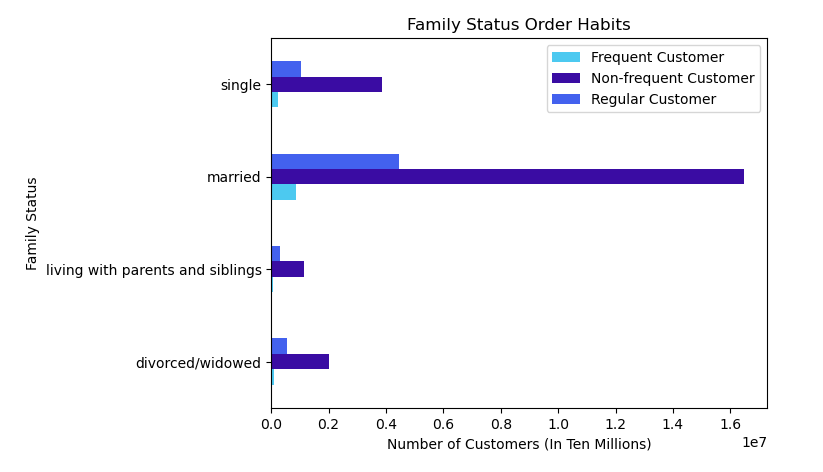 Family Status Order Habits
Frequent Customer
Non-frequent Customer
Regular Customer
single
married
living with parents and siblings
divorced/widowed
Family Status
0.0 0.2 0.4 0.6 0.8 1.0 1.2 1.4 1.6
1e7
Number of Customers (In Ten Millions)